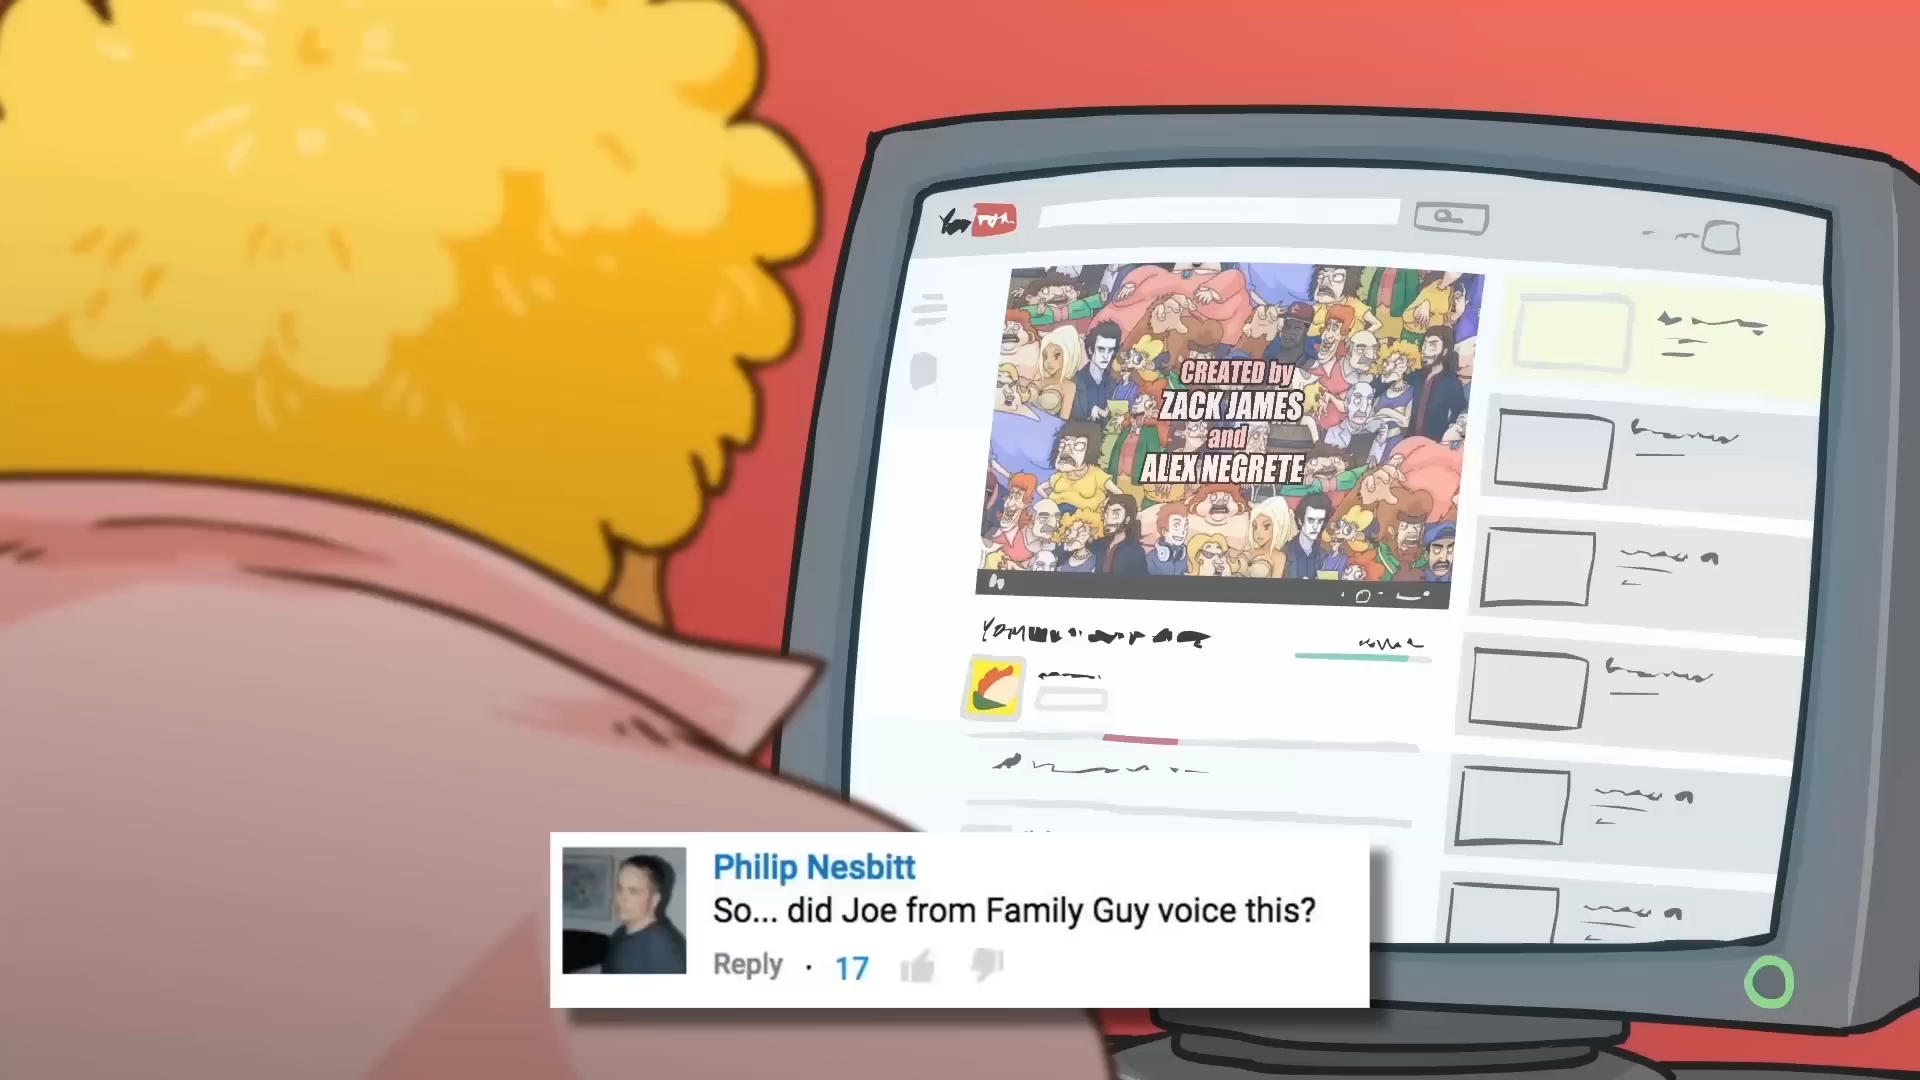 CREATED by
ZACK JAMES
and
ALEX NEGRETE
Philip Nesbitt
So... did Joe from Family Guy voice this?
Reply · 17